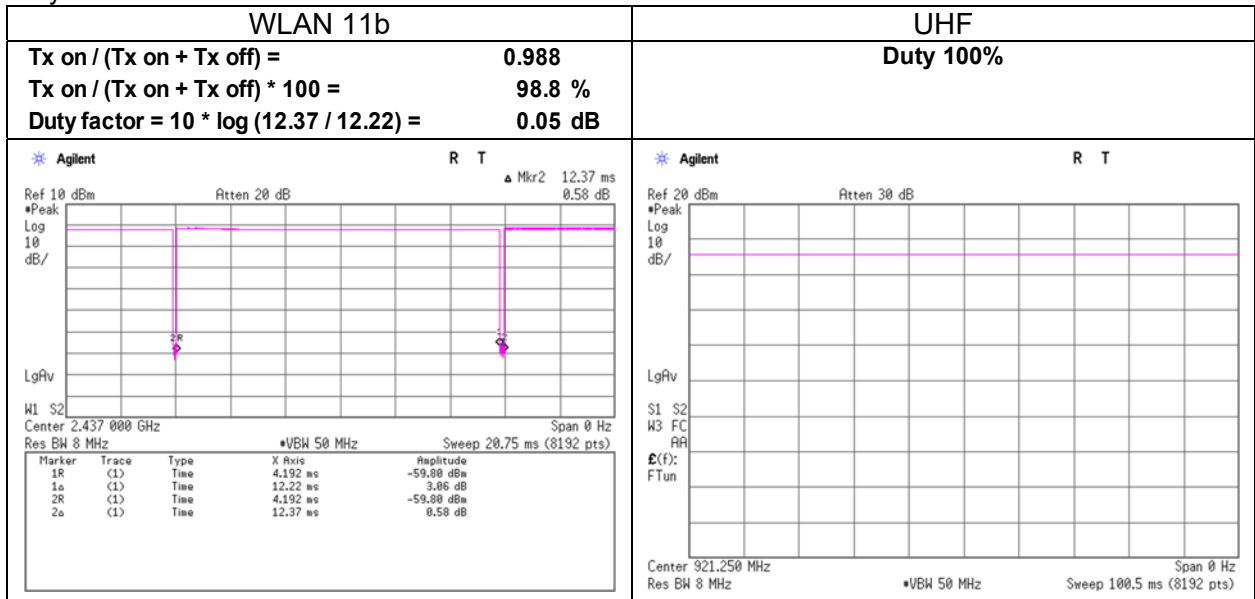 WLAN 11b
Tx on / (Tx on + Tx off) = 0.988
Tx on / (Tx on + Tx off) * 100 = 98.8 %
Duty factor = 10 * log (12.37 / 12.22) = 0.05 dB
UHF
Duty 100%
Agilent R T
Δ Mkr2 12.37 ms
Ref 10 dBm Atten 20 dB 0.58 dB
*Peak
Log
10
dB/
2R
LgAv
W1 S2
Center 2.437 000 GHz Span 0 Hz
Res BW 8 MHz *VBW 50 MHz Sweep 20.75 ms (8192 pts)
Marker Trace Type X Axis Amplitude
1R (1) Time 4.192 ms -59.80 dBm
1Δ (1) Time 12.22 ms 3.06 dB
2R (1) Time 4.192 ms -59.80 dBm
2Δ (1) Time 12.37 ms 0.58 dB
Agilent R T
Ref 20 dBm Atten 30 dB
*Peak
Log
10
dB/
LgAv
S1 S2
W3 FC
AA
£(f):
FTun
Center 921.250 MHz Span 0 Hz
Res BW 8 MHz *VBW 50 MHz Sweep 100.5 ms (8192 pts)